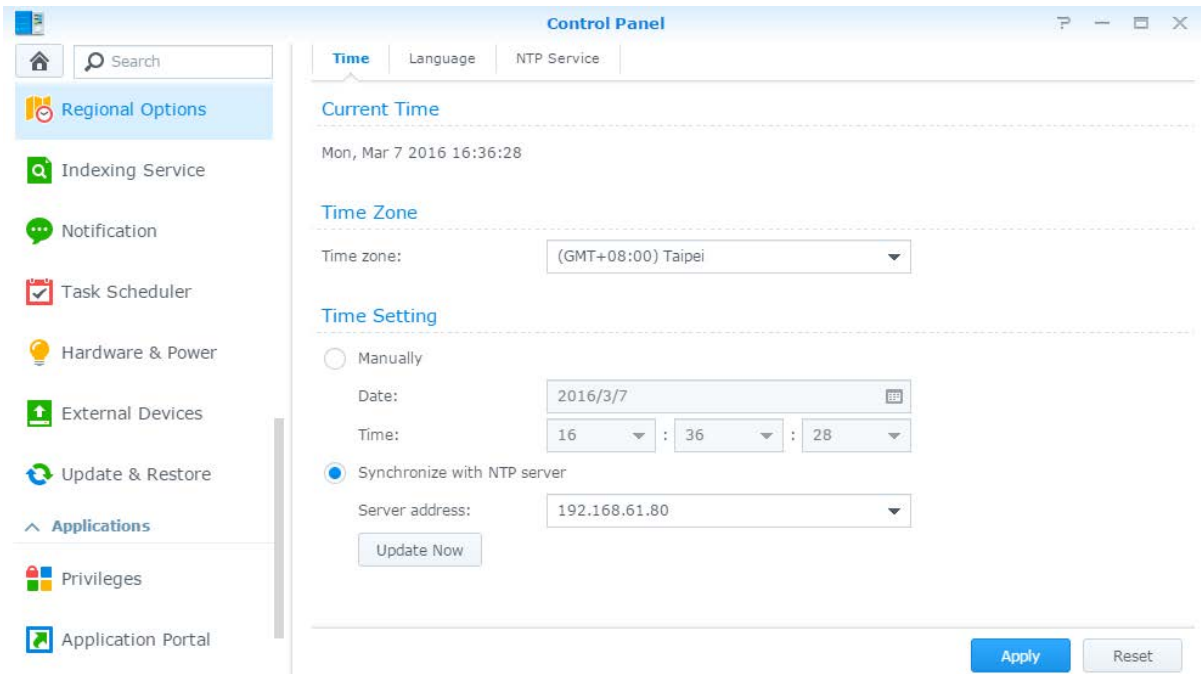 Control Panel
Search
Regional Options
Indexing Service
Notification
Task Scheduler
Hardware & Power
External Devices
Update & Restore
Applications
Privileges
Application Portal
Time Language NTP Service
Current Time
Mon, Mar 7 2016 16:36:28
Time Zone
Time zone: (GMT+08:00) Taipei
Time Setting
Manually
Date: 2016/3/7
Time: 16 : 36 : 28
Synchronize with NTP server
Server address: 192.168.61.80
Update Now
Apply Reset